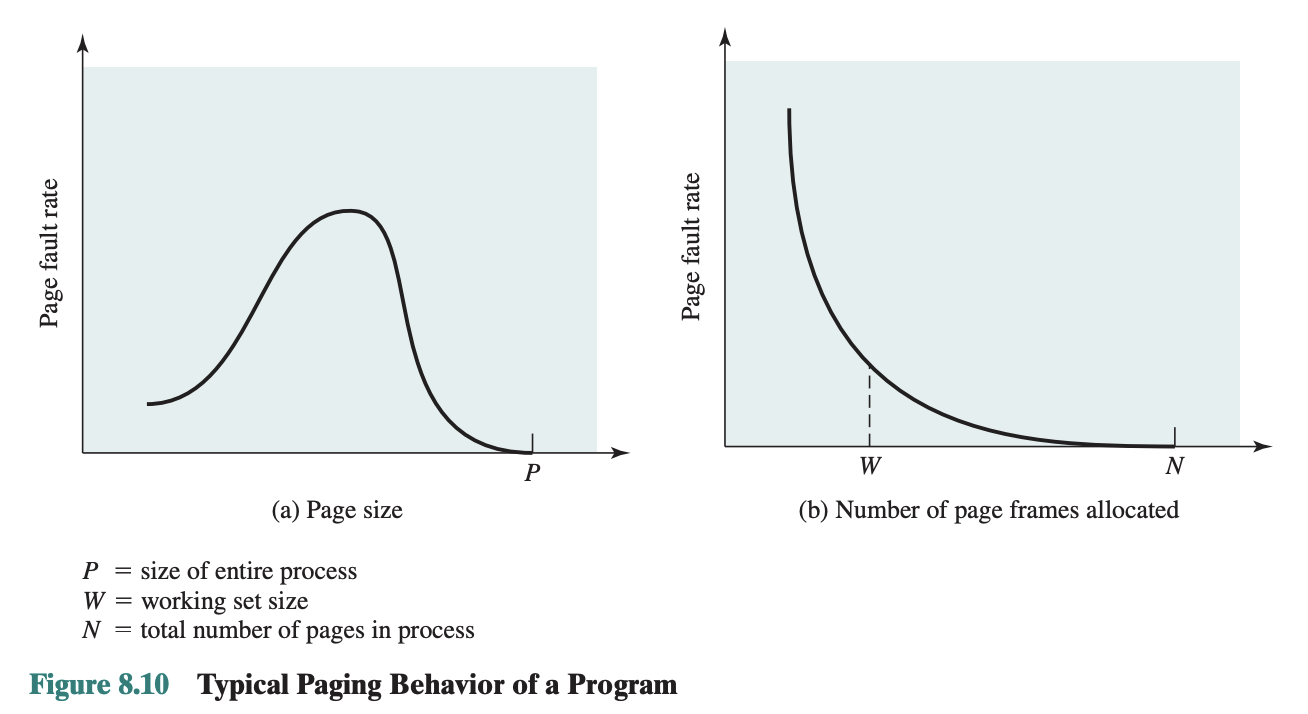 Page fault rate
P
(a) Page size
Page fault rate
W
N
(b) Number of page frames allocated
P = size of entire process
W = working set size
N = total number of pages in process
Figure 8.10 Typical Paging Behavior of a Program